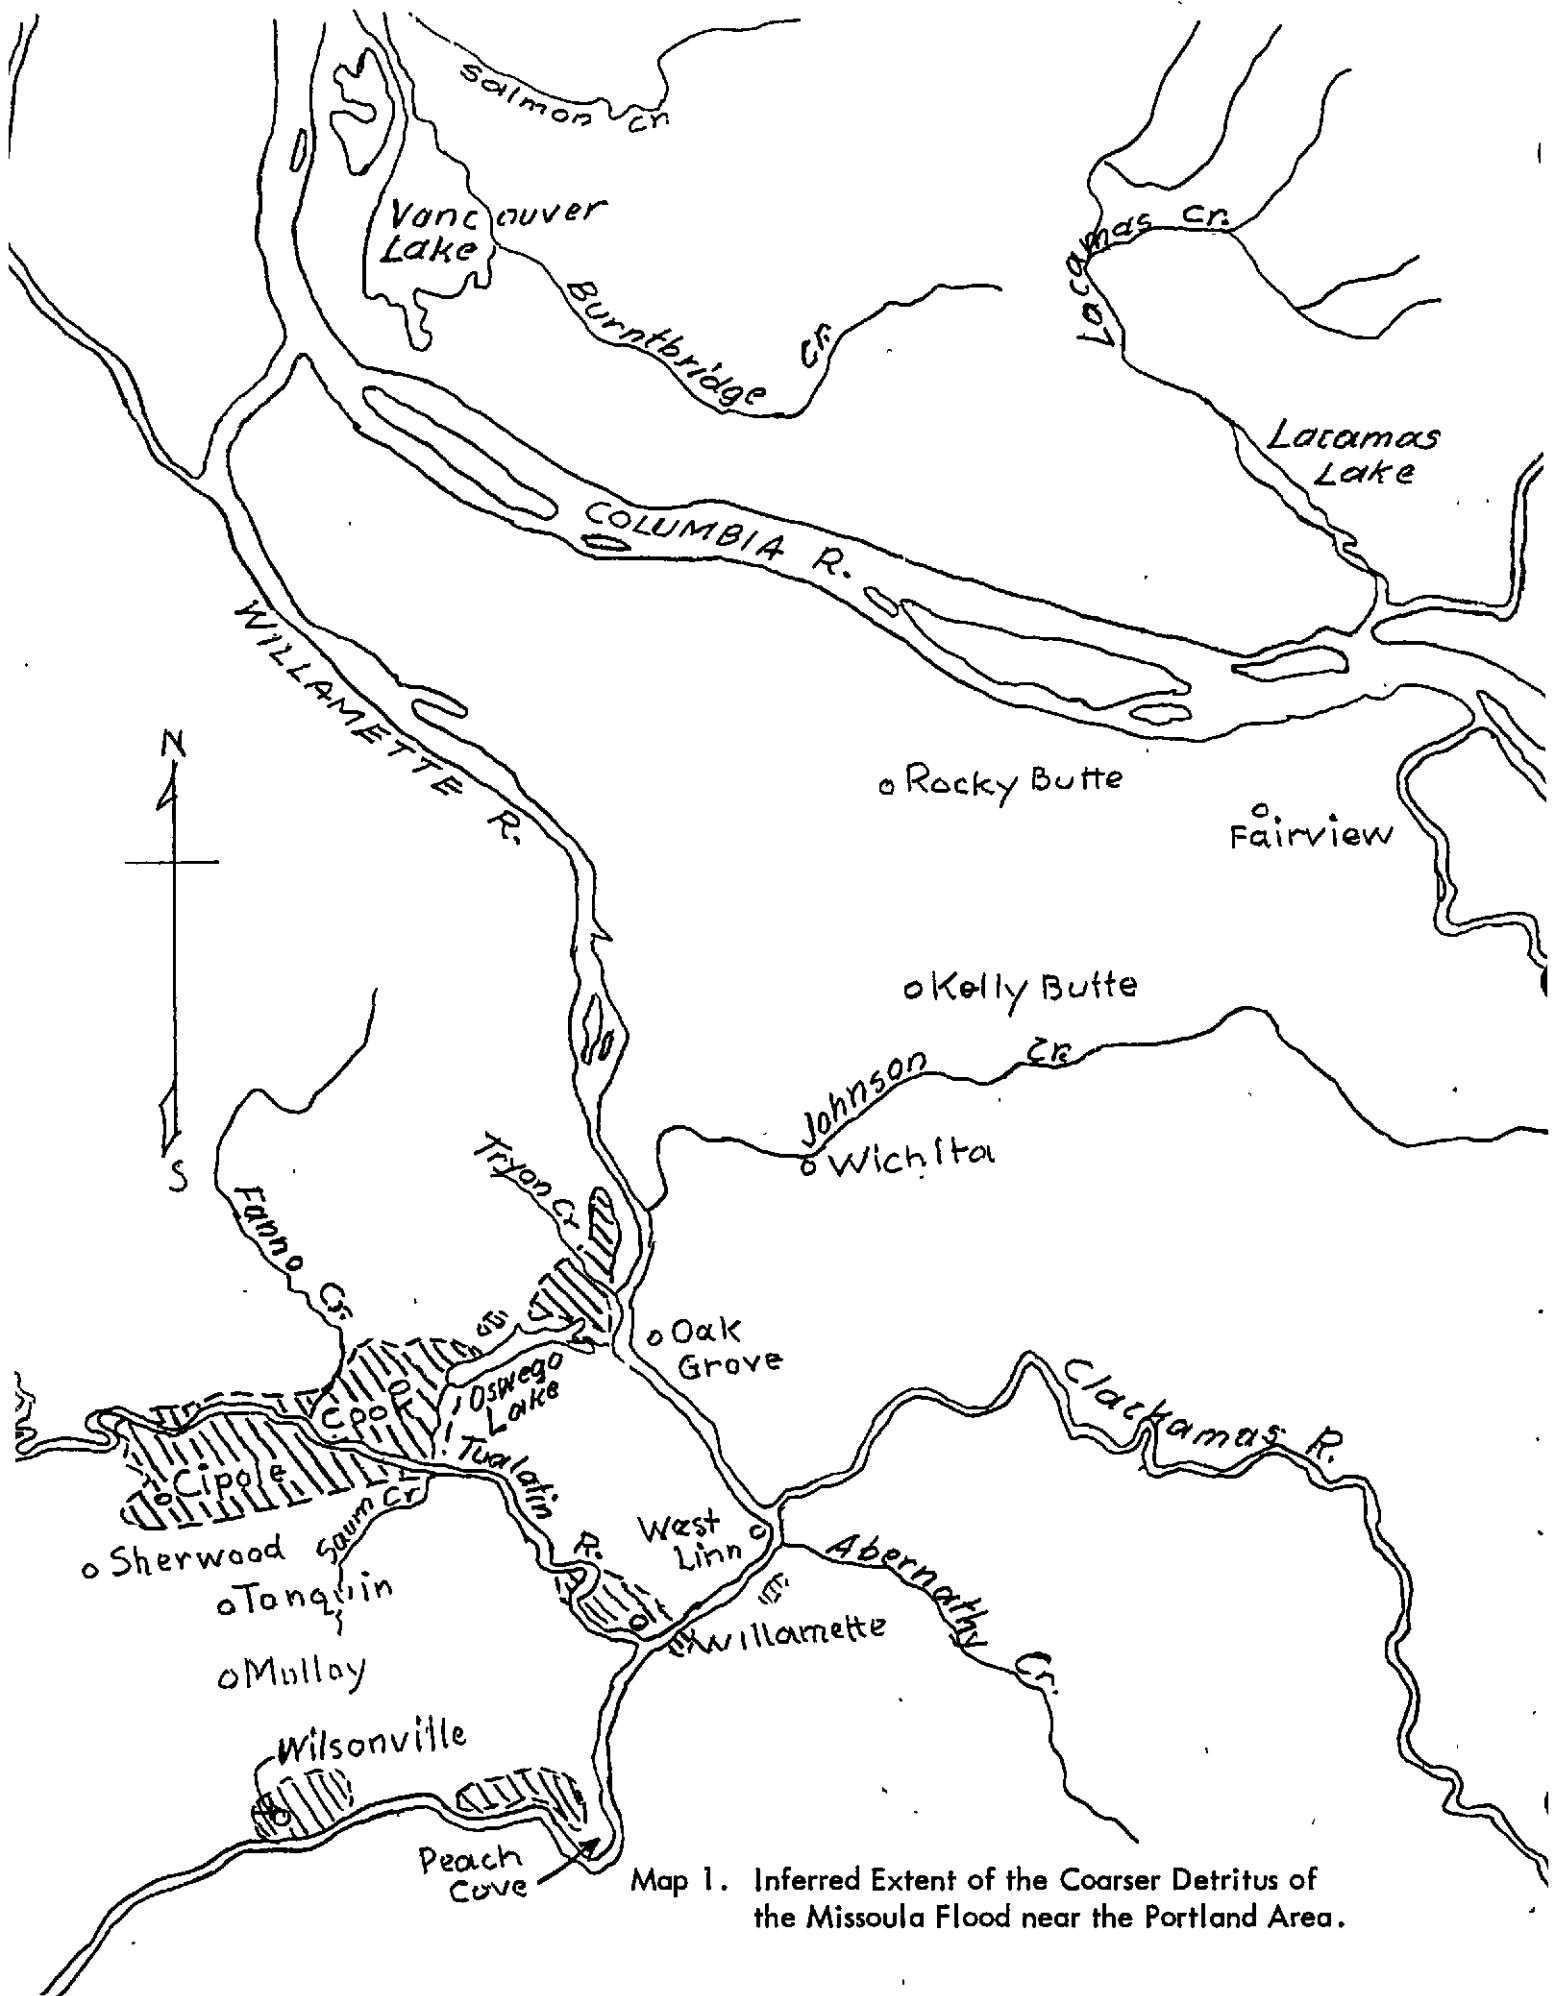 Salmon Cr.
Vancouver
Lake
Burntbridge Cr.
Lacamas Cr.
Lacamas
Lake
COLUMBIA R.
WILLAMETTE R.
N
S
Rocky Butte
Fairview
Kelly Butte
Johnson Cr.
Wichita
Tryon Cr.
Fanno Cr.
Oak
Grove
Oswego
Lake
Clackamas R.
Tualatin R.
Cipole
Saum Cr.
West
Linn
Abernathy Cr.
Sherwood
Tonquin
Willamette
Mulloy
Wilsonville
Peach
Cove
Map 1. Inferred Extent of the Coarser Detritus of
the Missoula Flood near the Portland Area.